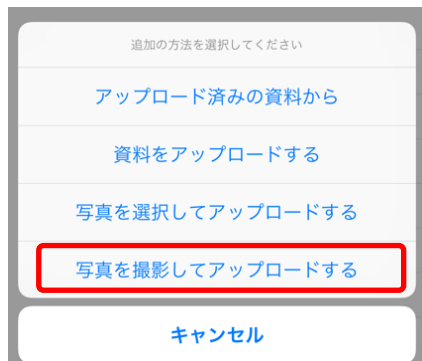 追加の方法を選択してください
アップロード済みの資料から
資料をアップロードする
写真を選択してアップロードする
写真を撮影してアップロードする
キャンセル